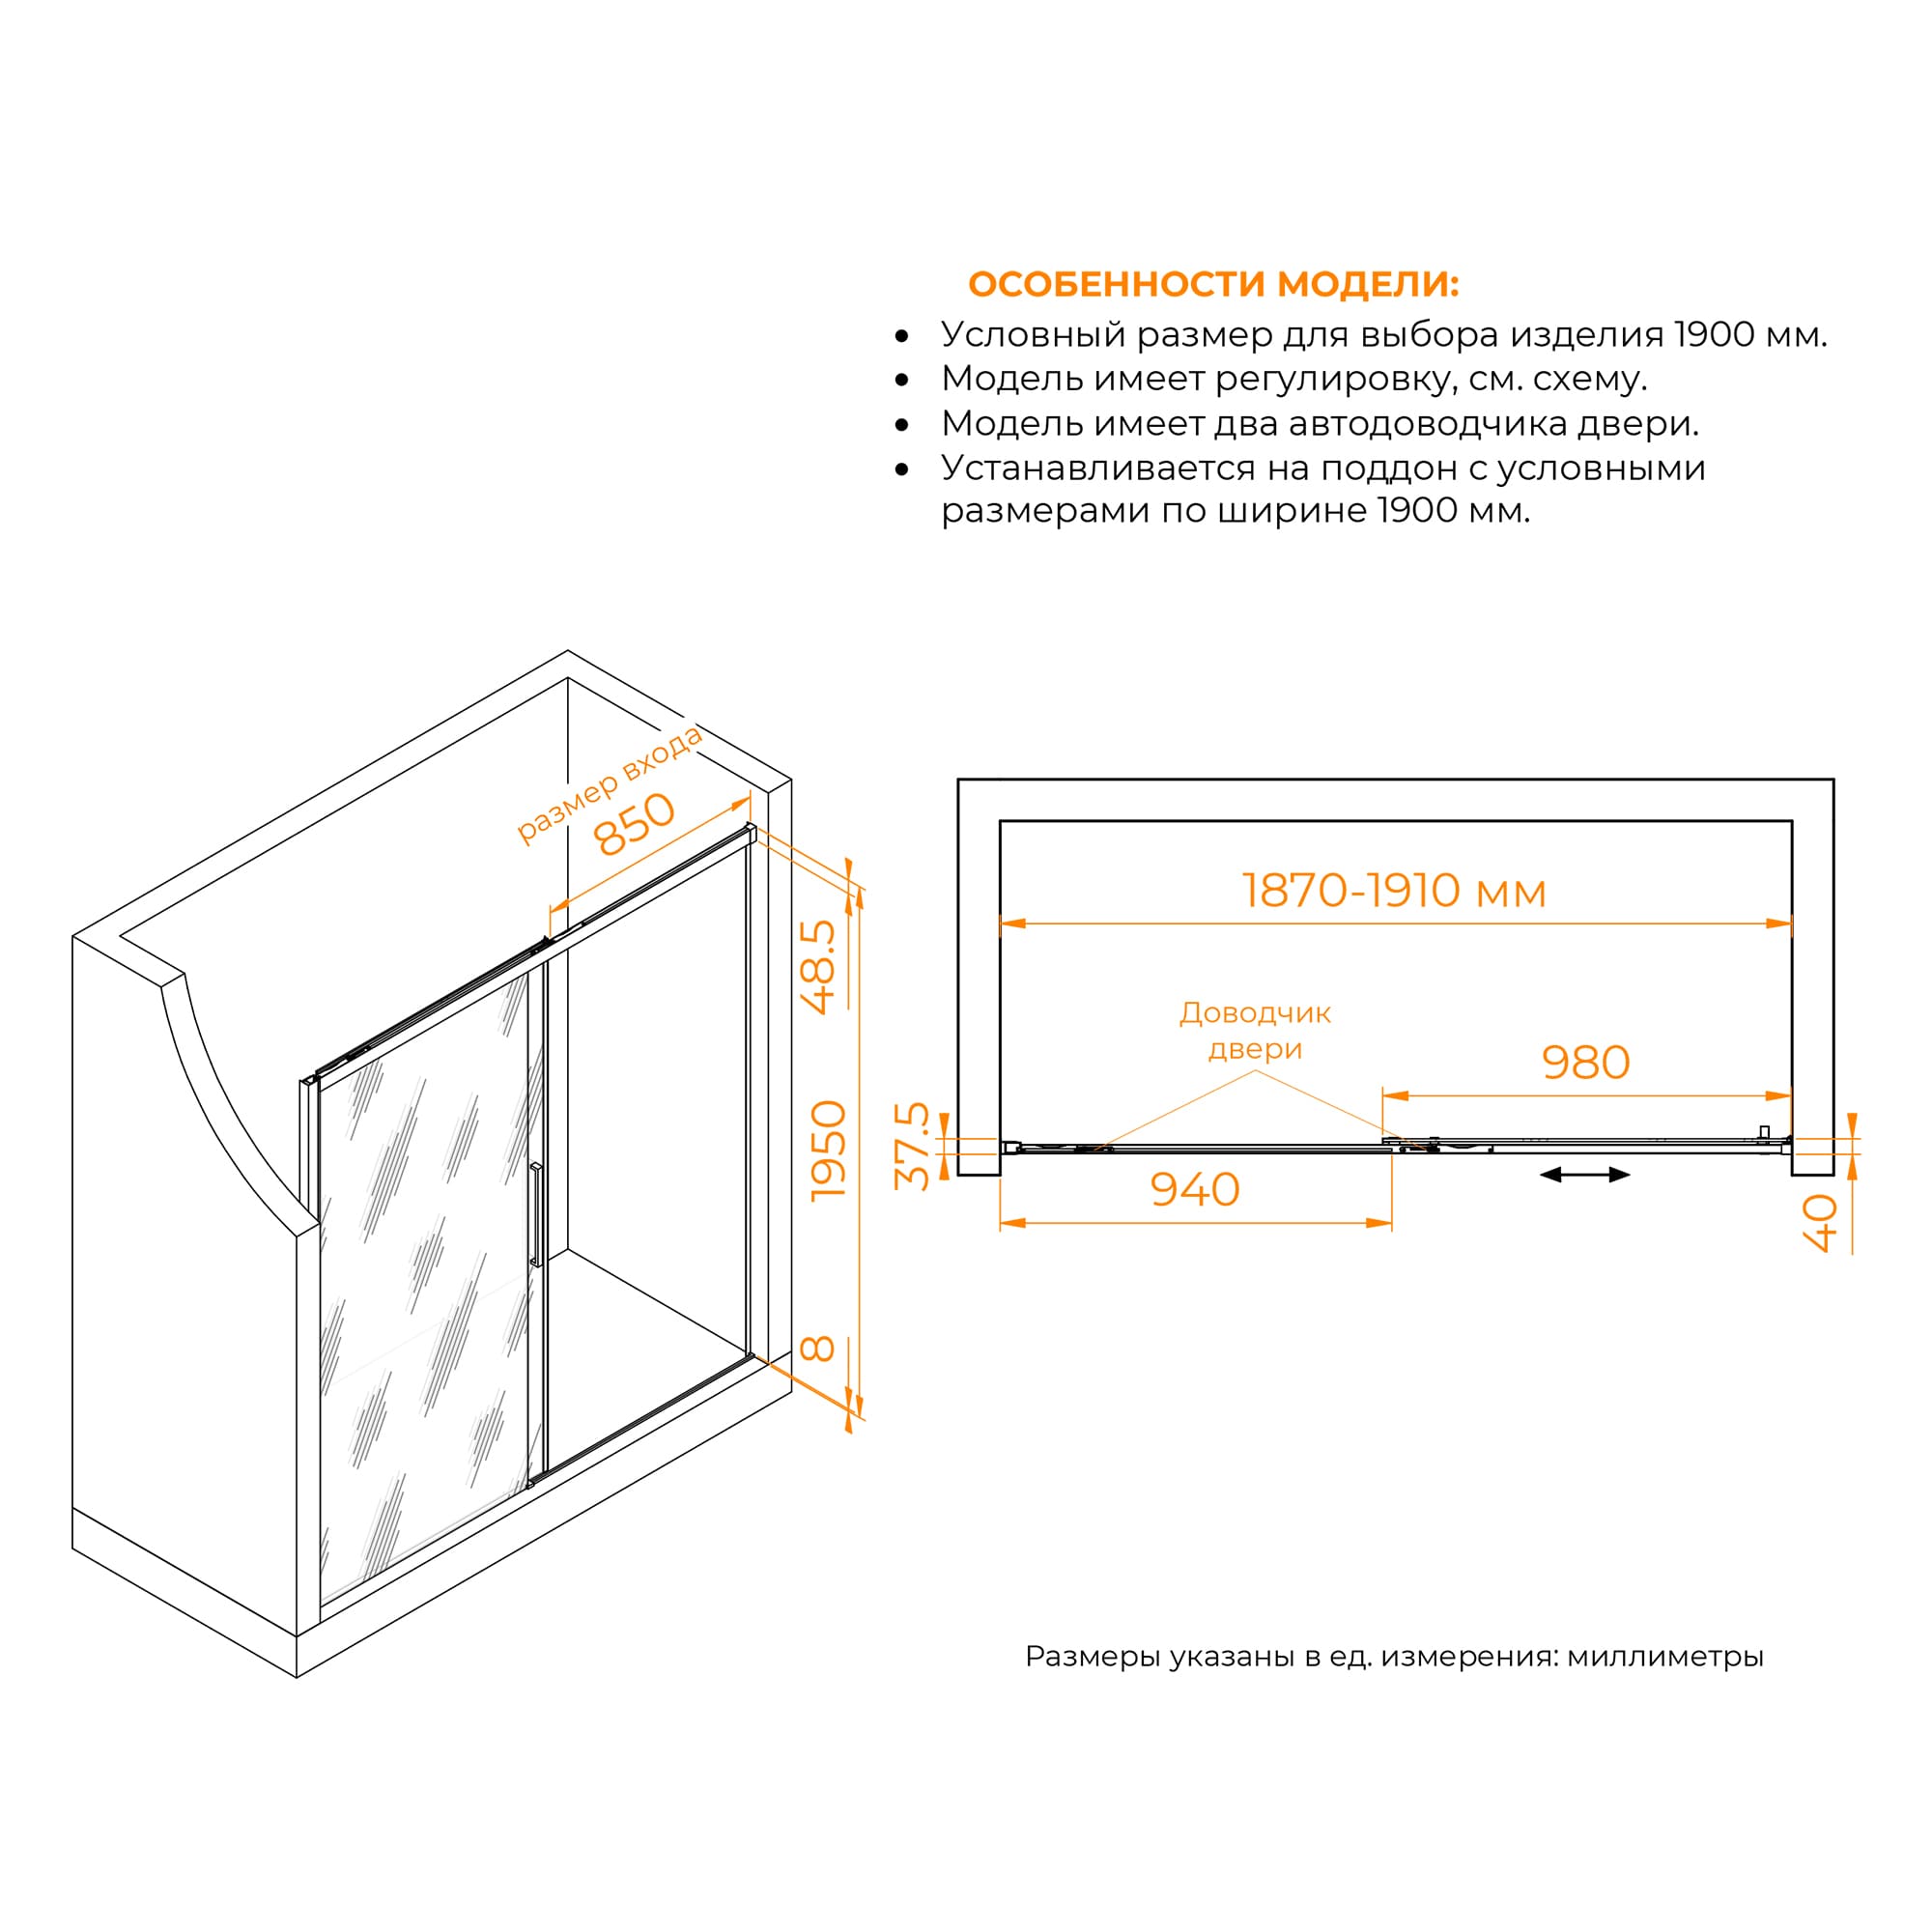 ОСОБЕННОСТИ МОДЕЛИ:
• Условный размер для выбора изделия 1900 мм.
• Модель имеет регулировку, см. схему.
• Модель имеет два автодоводчика двери.
• Устанавливается на поддон с условными
размерами по ширине 1900 мм.
размер входа
850
48.5
1950
8
1870-1910 мм
Доводчик
двери
980
37.5
940
40
Размеры указаны в ед. измерения: миллиметры